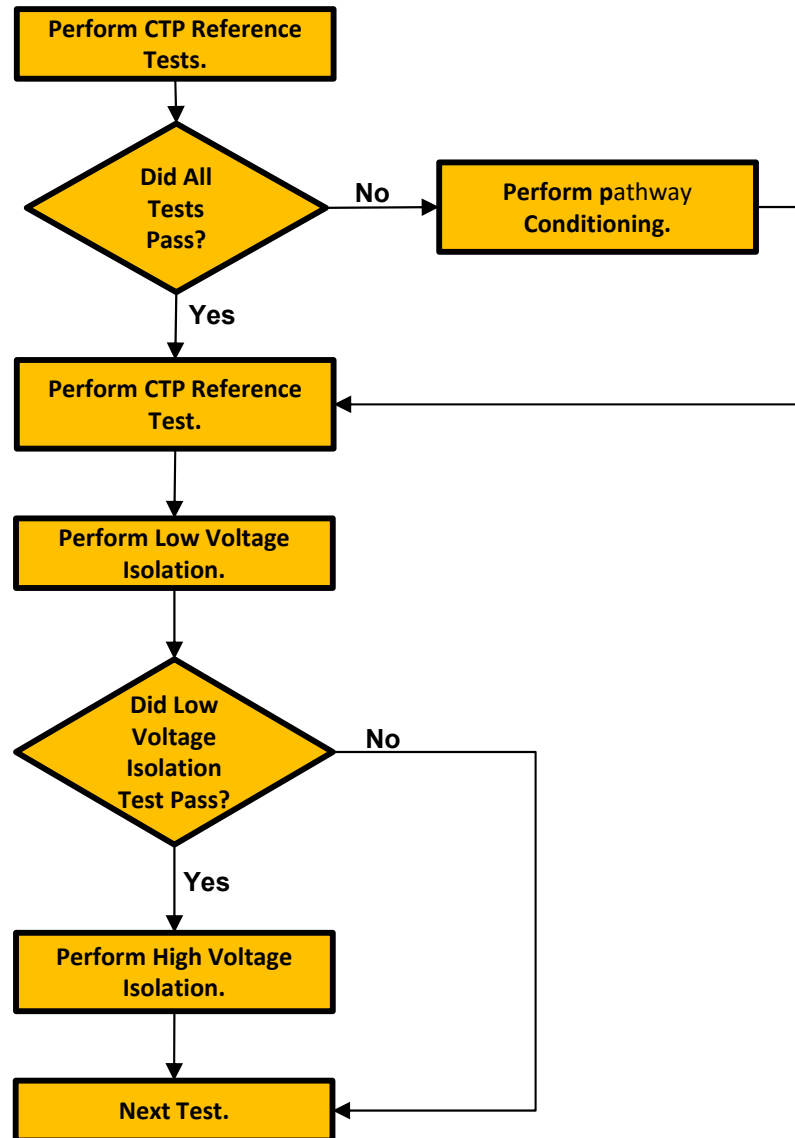 Perform CTP Reference
Tests.
Did All
Tests
Pass?
No
Perform pathway
Conditioning.
Yes
Perform CTP Reference
Test.
Perform Low Voltage
Isolation.
Did Low
Voltage
Isolation
Test Pass?
No
Yes
Perform High Voltage
Isolation.
Next Test.